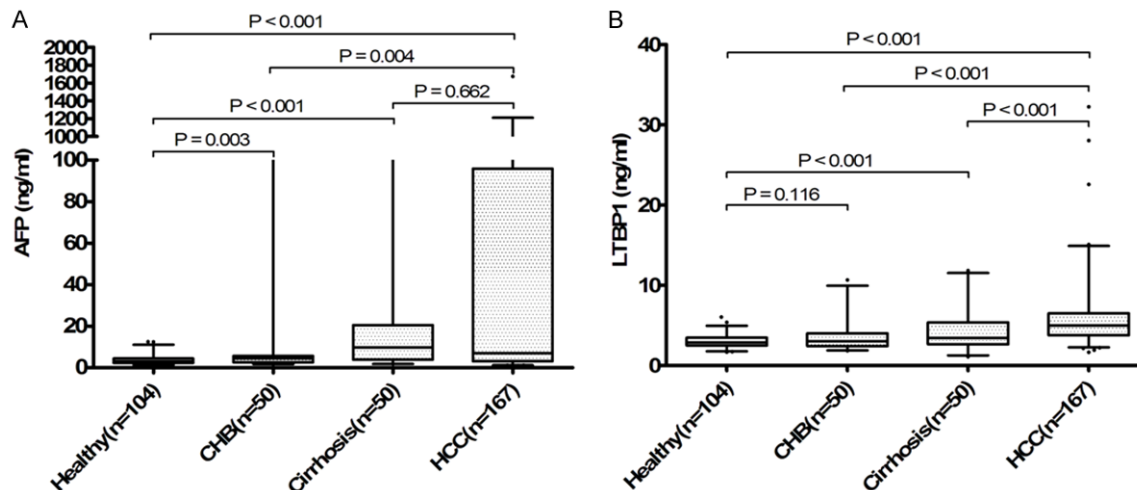 A
AFP (ng/ml)
2000
1800
1600
1400
1200
1000
100
80
60
40
20
0
P < 0.001
P = 0.004
P = 0.662
P < 0.001
P = 0.003
Healthy(n=104)
CHB(n=50)
Cirrhosis(n=50)
HCC(n=167)
B
LTBP1 (ng/ml)
40
30
20
10
0
P < 0.001
P < 0.001
P < 0.001
P < 0.001
P = 0.116
Healthy(n=104)
CHB(n=50)
Cirrhosis(n=50)
HCC(n=167)